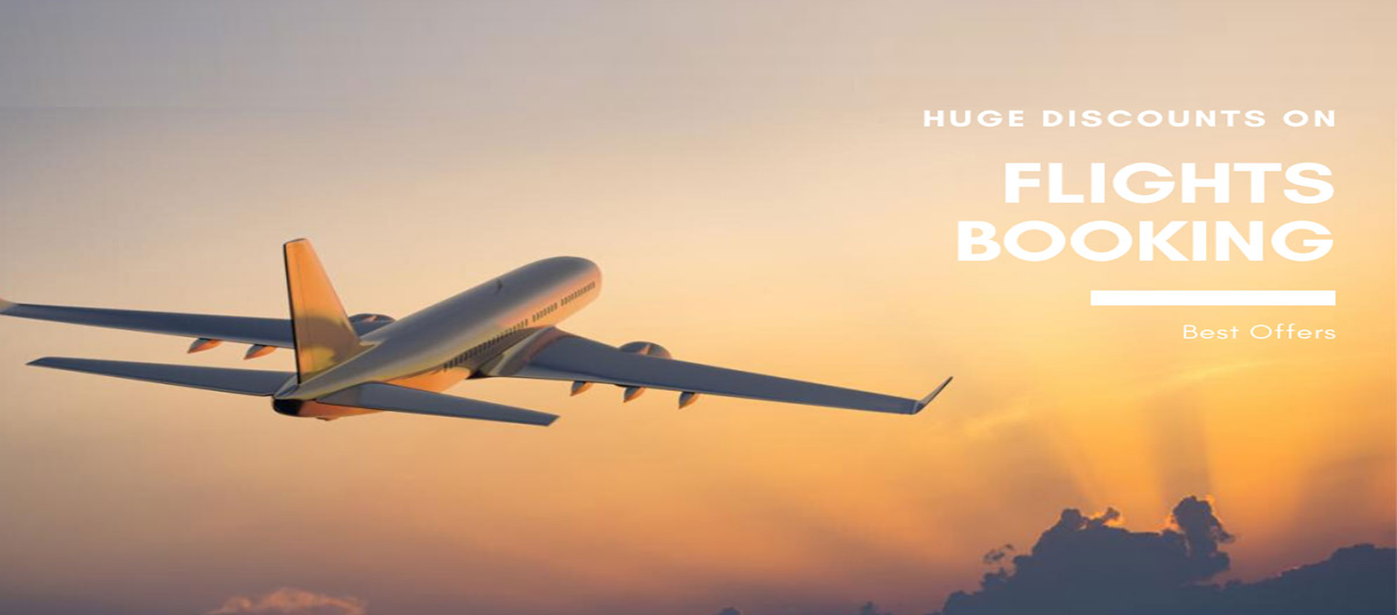 HUGE DISCOUNTS ON
FLIGHTS
BOOKING
Best Offers